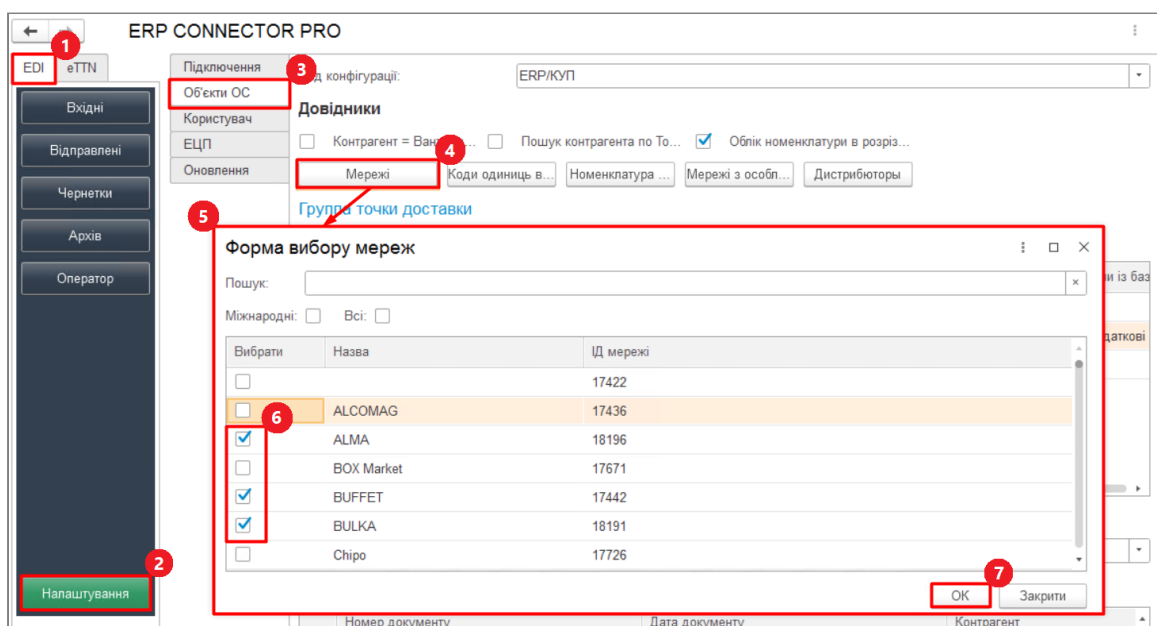 ERP CONNECTOR PRO
1
EDI
eTTN
Підключення
3
конфігурації:
ERP/КУП
Об'єкти ОС
Вхідні
Довідники
Користувач
ЕЦП
Контрагент = Ван...
4
Пошук контрагента по То...
Облік номенклатури в розріз...
Відправлені
Оновлення
Мережі
Коди одиниць в...
Номенклатура ...
Мережі з особл...
Дистрибюторы
Чернетки
5
Группа точки доставки
Архів
Форма вибору мереж
Оператор
Пошук:
и із баз
Міжнародні:
Всі:
даткові
Вибрати
Назва
ІД мережі
17422
ALCOMAG
17436
6
ALMA
18196
BOX Market
17671
BUFFET
17442
BULKA
18191
Chipo
17726
2
7
Налаштування
ОК
Закрити
Номер документу
Дата документу
Контрагент